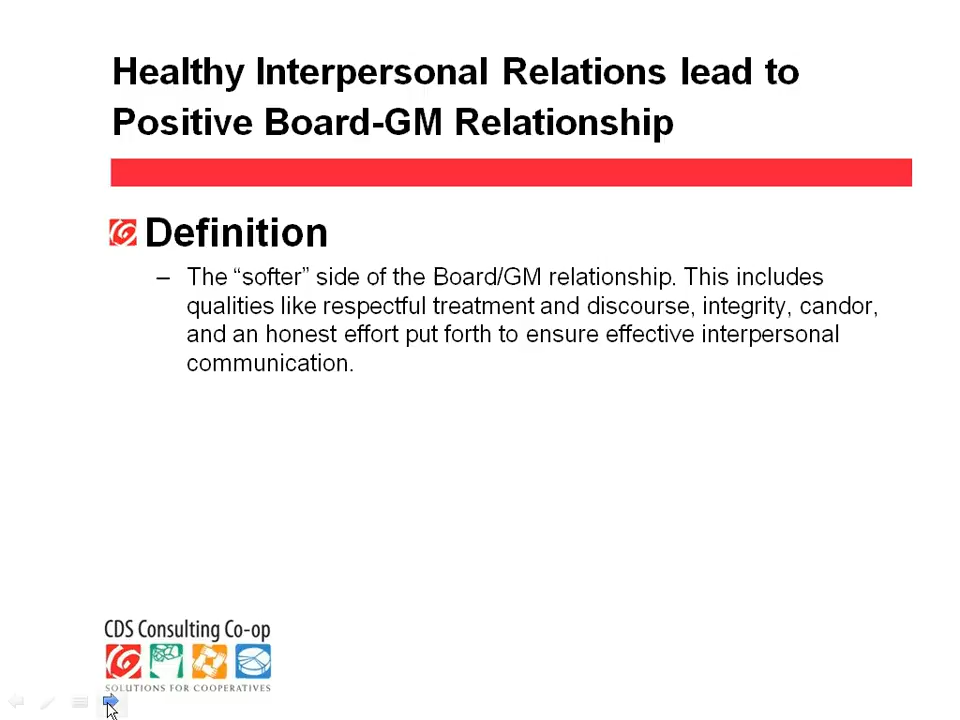 Healthy Interpersonal Relations lead to
Positive Board-GM Relationship
Definition
– The “softer” side of the Board/GM relationship. This includes
qualities like respectful treatment and discourse, integrity, candor,
and an honest effort put forth to ensure effective interpersonal
communication.
CDS Consulting Co-op
SOLUTIONS FOR COOPERATIVES